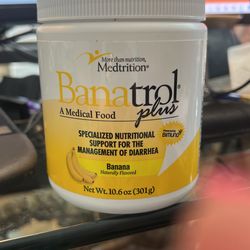 More than nutrition,
Medtrition®
Banatrol®
plus
A Medical Food
SPECIALIZED NUTRITIONAL
SUPPORT FOR THE
MANAGEMENT OF DIARRHEA
BIMUNO
Banana
Naturally Flavored
Net Wt. 10.6 oz (301g)